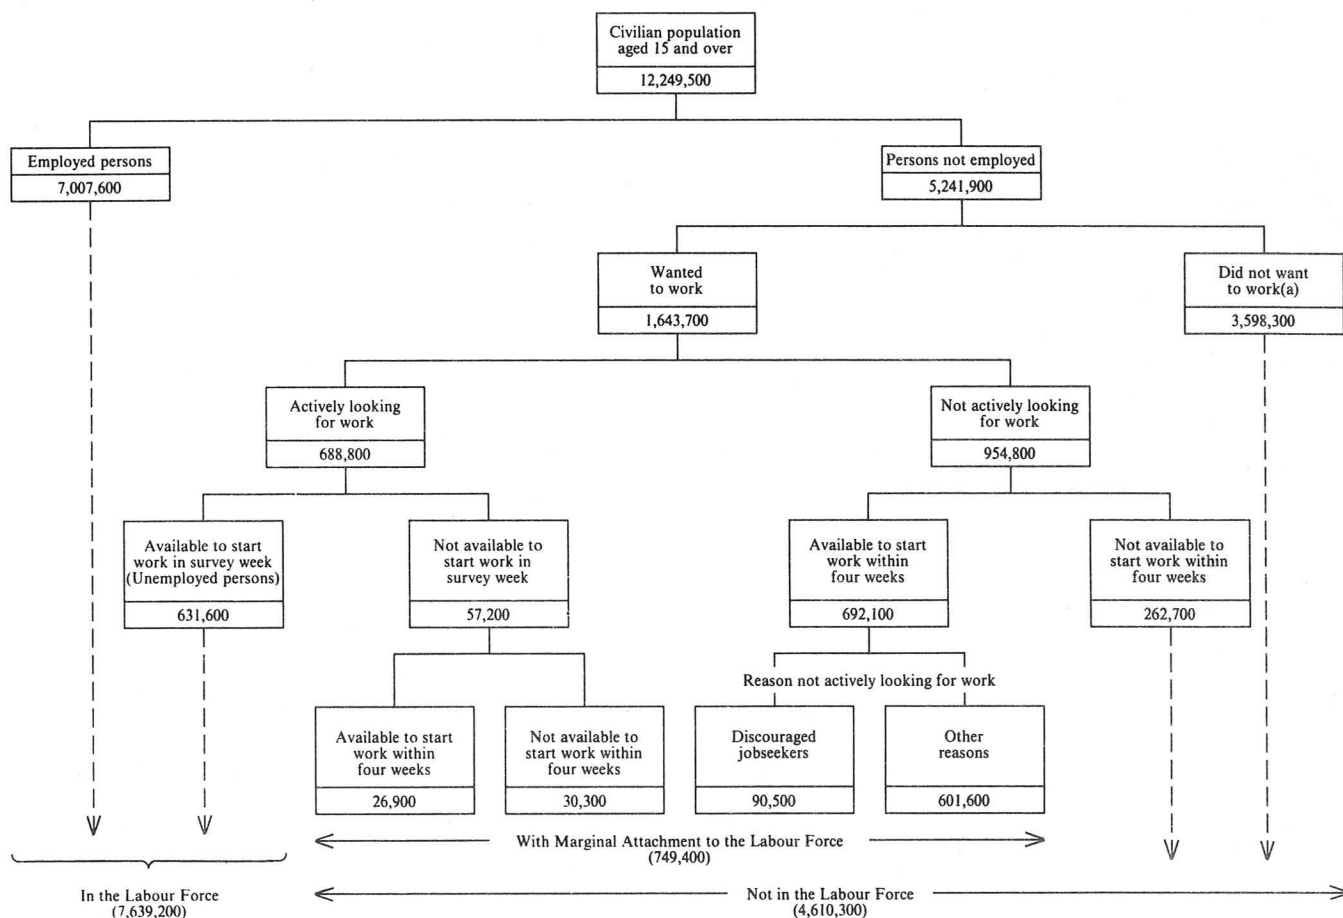 Civilian population
aged 15 and over
12,249,500
Employed persons
7,007,600
Persons not employed
5,241,900
Wanted
to work
1,643,700
Did not want
to work(a)
3,598,300
Actively looking
for work
688,800
Not actively looking
for work
954,800
Available to start
work in survey week
(Unemployed persons)
631,600
Not available to
start work in
survey week
57,200
Available to start
work within
four weeks
692,100
Not available to
start work within
four weeks
262,700
Reason not actively looking for work
Available to start
work within
four weeks
26,900
Not available to
start work within
four weeks
30,300
Discouraged
jobseekers
90,500
Other
reasons
601,600
With Marginal Attachment to the Labour Force
(749,400)
In the Labour Force
(7,639,200)
Not in the Labour Force
(4,610,300)